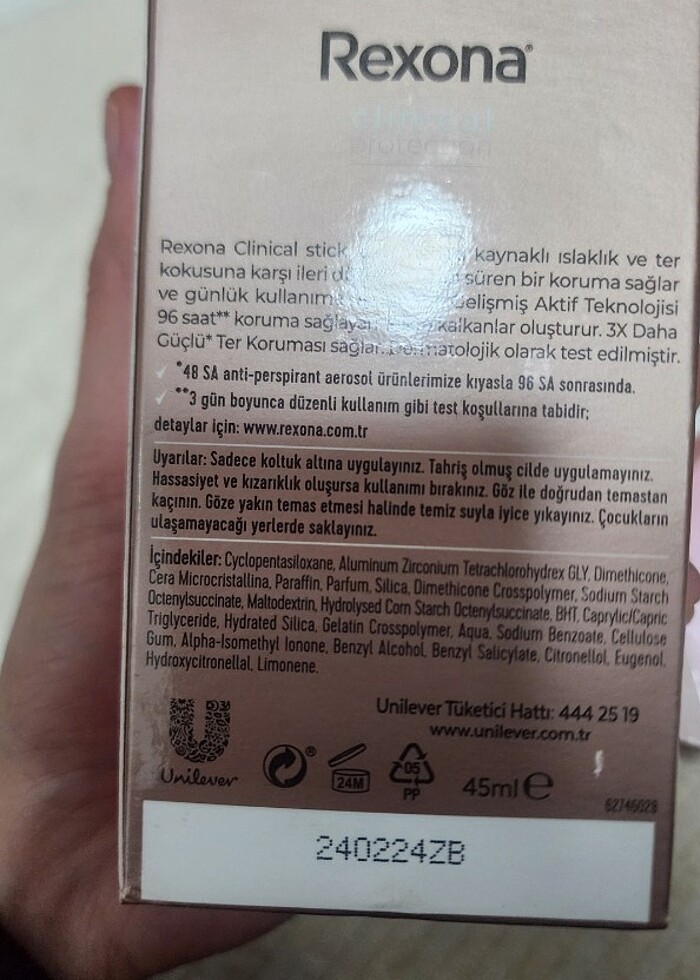 Rexona®
clinical
protection
Rexona Clinical stick kaynaklı ıslaklık ve ter
kokusuna karşı ileri süren bir koruma sağlar
ve günlük Gelişmiş Aktif Teknolojisi
96 saat** koruma kalkanlar oluşturur. 3X Daha
Güçlü* Ter Koruması sağlar. Dermatolojik olarak test edilmiştir.
*48 SA anti-perspirant aerosol ürünlerimize kıyasla 96 SA sonrasında.
**3 gün boyunca düzenli kullanım gibi test koşullarına tabidir;
detaylar için: www.rexona.com.tr
Uyarılar: Sadece koltuk altına uygulayınız. Tahriş olmuş cilde uygulamayınız.
Hassasiyet ve kızarıklık oluşursa kullanımı bırakınız. Göz ile doğrudan temastan
kaçının. Göze yakın temas etmesi halinde temiz suyla iyice yıkayınız. Çocukların
ulaşamayacağı yerlerde saklayınız.
İçindekiler: Cyclopentasiloxane, Aluminum Zirconium Tetrachlorohydrex GLY, Dimethicone,
Cera Microcristallina, Paraffin, Parfum, Silica, Dimethicone Crosspolymer, Sodium Starch
Octenylsuccinate, Maltodextrin, Hydrolysed Corn Starch Octenylsuccinate, BHT, Caprylic/Capric
Triglyceride, Hydrated Silica, Gelatin Crosspolymer, Aqua, Sodium Benzoate, Cellulose
Gum, Alpha-Isomethyl Ionone, Benzyl Alcohol, Benzyl Salicylate, Citronellol, Eugenol,
Hydroxycitronellal, Limonene.
Unilever Tüketici Hattı: 444 25 19
www.unilever.com.tr
Unilever
®
24M
05
PP
45ml e
62746028
240224ZB